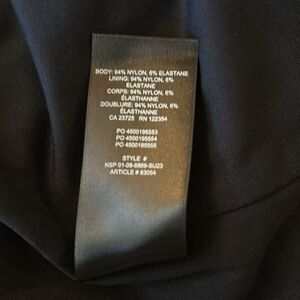 BODY: 94% NYLON, 6% ELASTANE
LINING: 94% NYLON, 6%
ELASTANE
CORPS: 94% NYLON, 6%
ÉLASTHANNE
DOUBLURE: 94% NYLON, 6%
ÉLASTHANNE
CA 23725 RN 122354
PO 4500195553
PO 4500195554
PO 4500195555
STYLE #
NSP 01-08-8869-SU23
ARTICLE # 83054